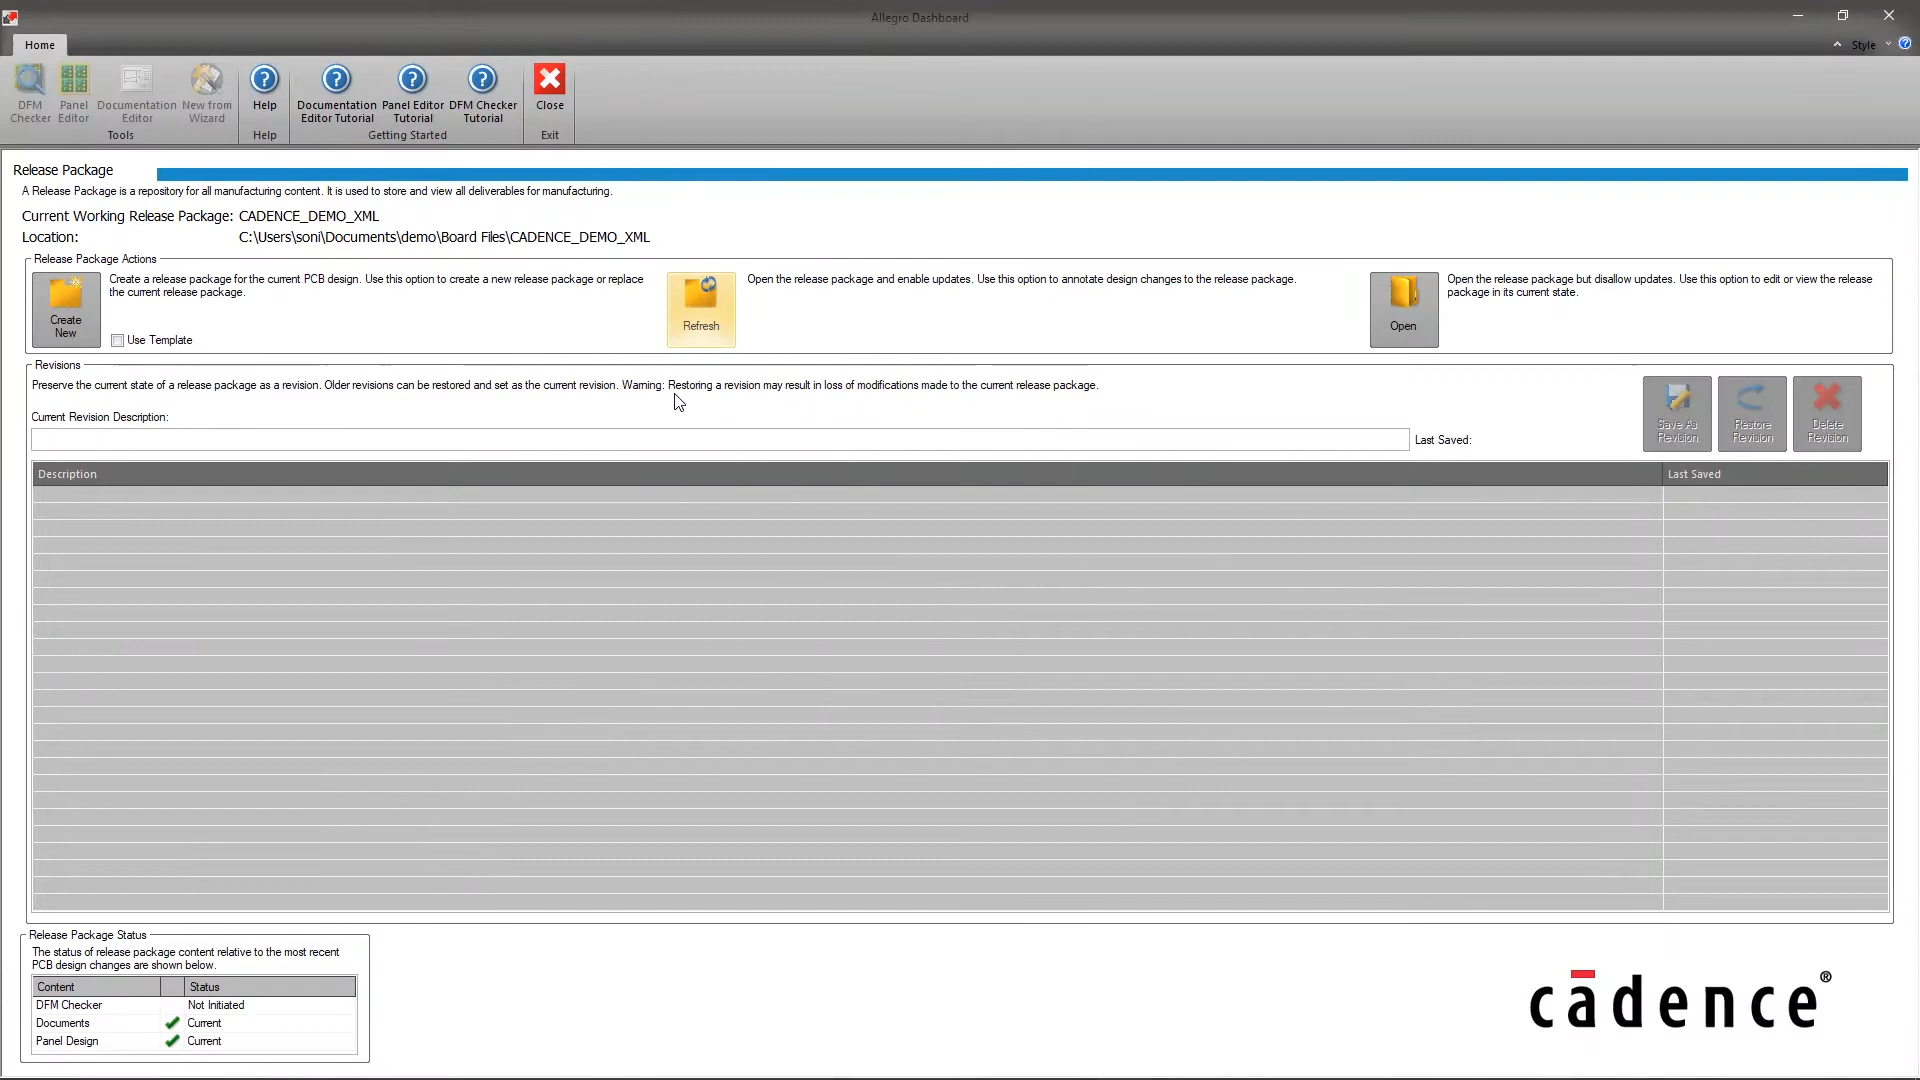 Allegro Dashboard
Home
Style
DFM
Checker
Panel
Editor
Documentation
Editor
New from
Wizard
Help
Documentation
Editor Tutorial
Panel Editor
Tutorial
DFM Checker
Tutorial
Close
Tools
Help
Getting Started
Exit
Release Package
A Release Package is a repository for all manufacturing content. It is used to store and view all deliverables for manufacturing.
Current Working Release Package: CADENCE_DEMO_XML
Location: C:\Users\soni\Documents\demo\Board Files\CADENCE_DEMO_XML
Release Package Actions
Create
New
Create a release package for the current PCB design. Use this option to create a new release package or replace
the current release package.
Use Template
Refresh
Open the release package and enable updates. Use this option to annotate design changes to the release package.
Open
Open the release package but disallow updates. Use this option to edit or view the release
package in its current state.
Revisions
Preserve the current state of a release package as a revision. Older revisions can be restored and set as the current revision. Warning: Restoring a revision may result in loss of modifications made to the current release package.
Current Revision Description:
Last Saved:
Save As
Revision
Restore
Revision
Delete
Revision
Description Last Saved
Release Package Status
The status of release package content relative to the most recent
PCB design changes are shown below.
Content Status
DFM Checker Not Initiated
Documents Current
Panel Design Current
cādence®